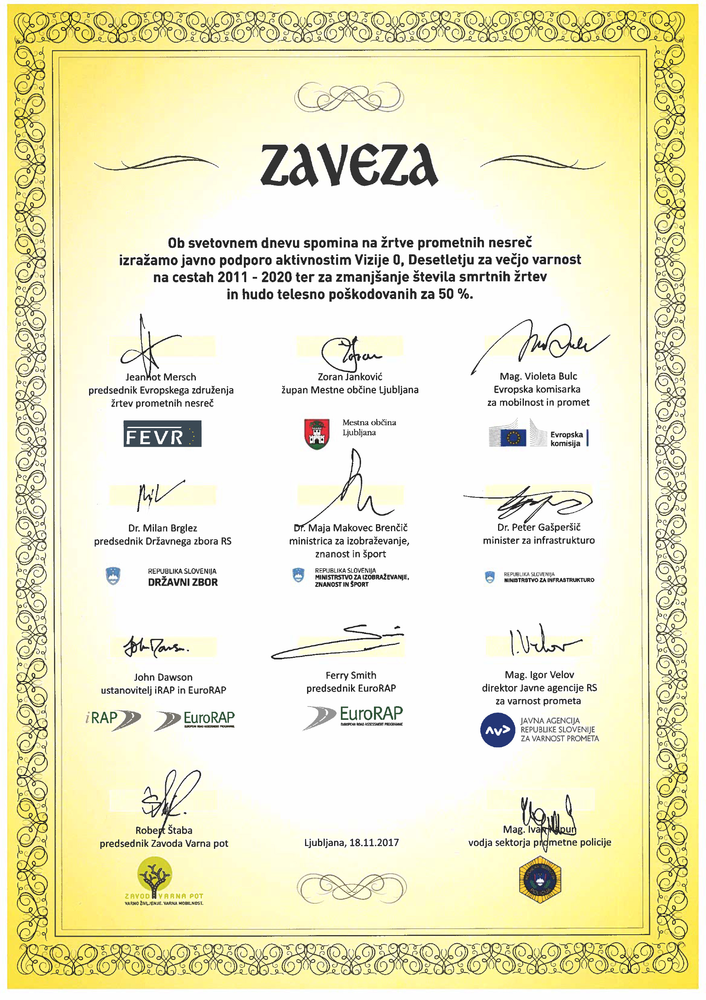 ZAVEZA
Ob svetovnem dnevu spomina na žrtve prometnih nesreč
izražamo javno podporo aktivnostim Vizije 0, Desetletju za večjo varnost
na cestah 2011 - 2020 ter za zmanjšanje števila smrtnih žrtev
in hudo telesno poškodovanih za 50 %.
Jeannot Mersch
predsednik Evropskega združenja
žrtev prometnih nesreč
FEVR
Zoran Janković
župan Mestne občine Ljubljana
Mestna občina
Ljubljana
Mag. Violeta Bulc
Evropska komisarka
za mobilnost in promet
Evropska
komisija
Dr. Milan Brglez
predsednik Državnega zbora RS
REPUBLIKA SLOVENIJA
DRŽAVNI ZBOR
Dr. Maja Makovec Brenčič
ministrica za izobraževanje,
znanost in šport
REPUBLIKA SLOVENIJA
MINISTRSTVO ZA IZOBRAŽEVANJE,
ZNANOST IN ŠPORT
Dr. Peter Gašperšič
minister za infrastrukturo
REPUBLIKA SLOVENIJA
MINISTRSTVO ZA INFRASTRUKTURO
John Dawson
ustanovitelj iRAP in EuroRAP
iRAP
EuroRAP
EUROPEAN ROAD ASSESSMENT PROGRAMME
Ferry Smith
predsednik EuroRAP
EuroRAP
EUROPEAN ROAD ASSESSMENT PROGRAMME
I. Velov
Mag. Igor Velov
direktor Javne agencije RS
za varnost prometa
AV>
JAVNA AGENCIJA
REPUBLIKE SLOVENIJE
ZA VARNOST PROMETA
Robert Štaba
predsednik Zavoda Varna pot
ZAVOD VARNA POT
VARNO ŽIVLJENJE. VARNA MOBILNOST.
Ljubljana, 18.11.2017
Mag. Ivan Kapun
vodja sektorja prometne policije
REPUBLIKA SLOVENIJA
POLICIJA